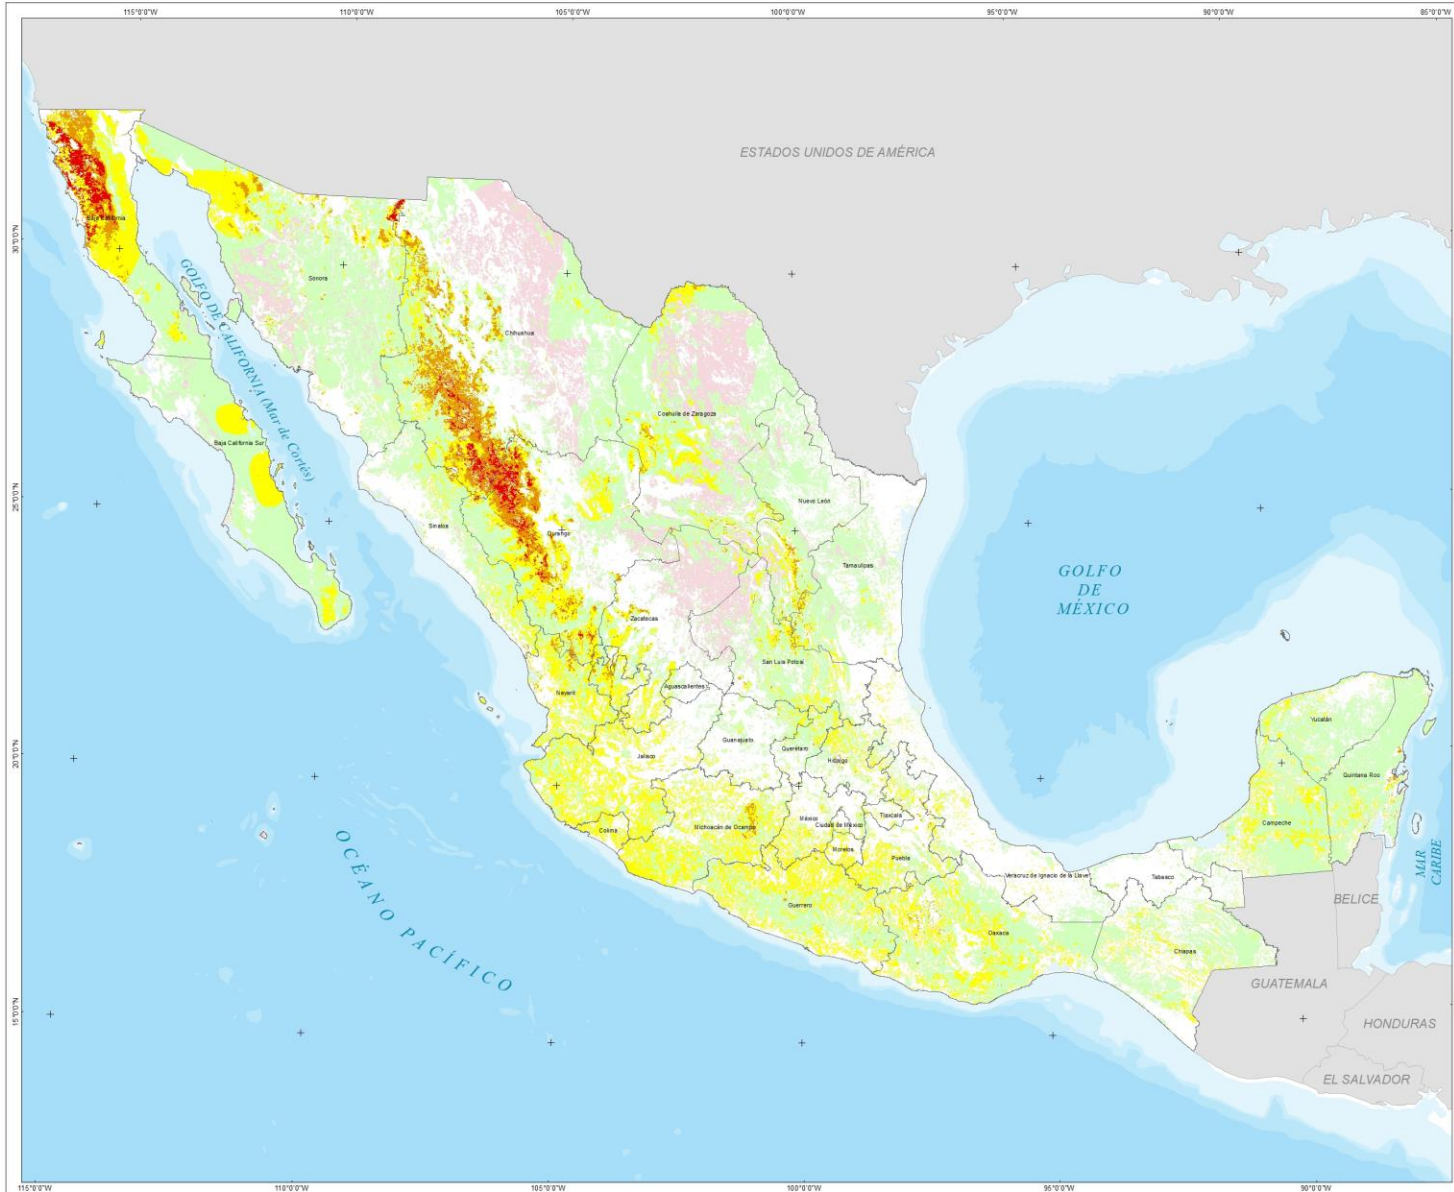 115°0'0"W 110°0'0"W 105°0'0"W 100°0'0"W 95°0'0"W 90°0'0"W 85°0'0"W
ESTADOS UNIDOS DE AMÉRICA
Baja California
30°0'0"N
GOLFO DE CALIFORNIA (Mar de Cortés)
Sonora
Chihuahua
Coahuila de Zaragoza
Baja California Sur
25°0'0"N
Nuevo León
Sinaloa
Durango
Tamaulipas
GOLFO
DE
MÉXICO
Zacatecas
San Luis Potosí
Aguascalientes
Nayarit
Yucatán
Guanajuato
Querétaro
20°0'0"N
Jalisco
Hidalgo
Quintana Roo
México
Ciudad de México
Tlaxcala
Colima
Michoacán de Ocampo
Campeche
Morelos
Puebla
MAR
CARIBE
Veracruz de Ignacio de la Llave
Tabasco
BELICE
Guerrero
OCÉANO PACÍFICO
Oaxaca
Chiapas
GUATEMALA
15°0'0"N
HONDURAS
EL SALVADOR
115°0'0"W 110°0'0"W 105°0'0"W 100°0'0"W 95°0'0"W 90°0'0"W